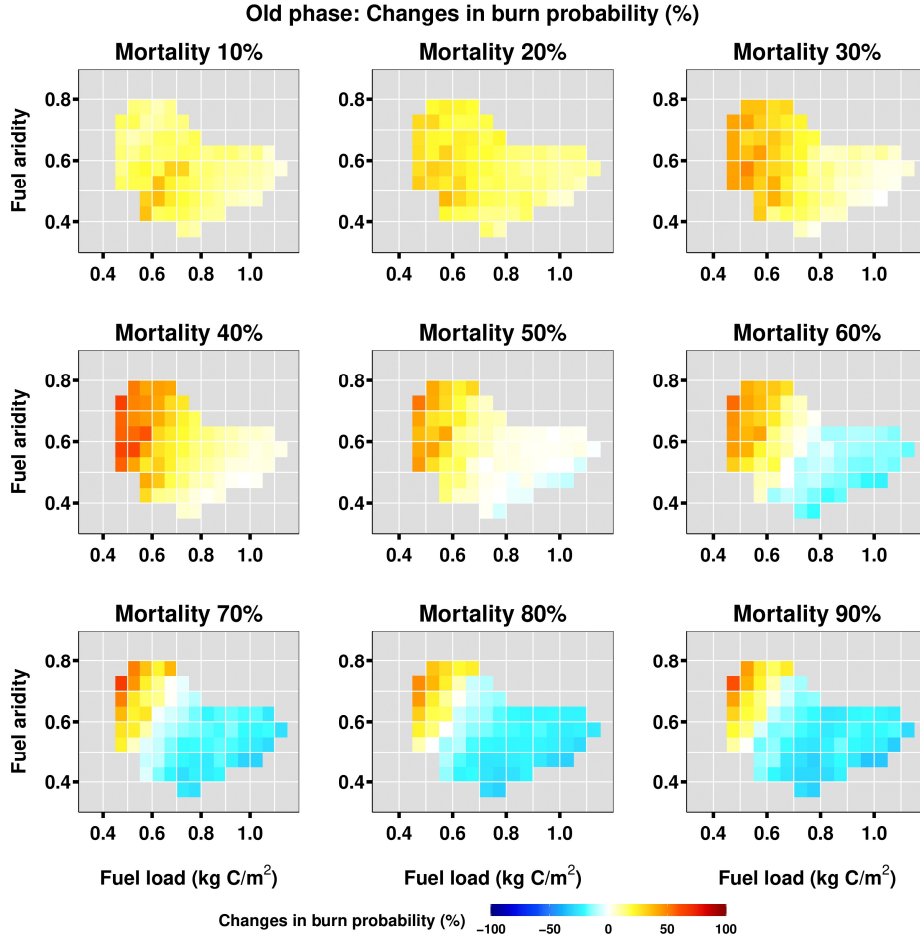 Old phase: Changes in burn probability (%)
Mortality 10% Mortality 20% Mortality 30%
Fuel aridity
0.8 0.8 0.8
0.6 0.6 0.6
0.4 0.4 0.4
0.4 0.6 0.8 1.0 0.4 0.6 0.8 1.0 0.4 0.6 0.8 1.0
Mortality 40% Mortality 50% Mortality 60%
Fuel aridity
0.8 0.8 0.8
0.6 0.6 0.6
0.4 0.4 0.4
0.4 0.6 0.8 1.0 0.4 0.6 0.8 1.0 0.4 0.6 0.8 1.0
Mortality 70% Mortality 80% Mortality 90%
Fuel aridity
0.8 0.8 0.8
0.6 0.6 0.6
0.4 0.4 0.4
0.4 0.6 0.8 1.0 0.4 0.6 0.8 1.0 0.4 0.6 0.8 1.0
Fuel load (kg C/m²) Fuel load (kg C/m²) Fuel load (kg C/m²)
Changes in burn probability (%)
−100 −50 0 50 100